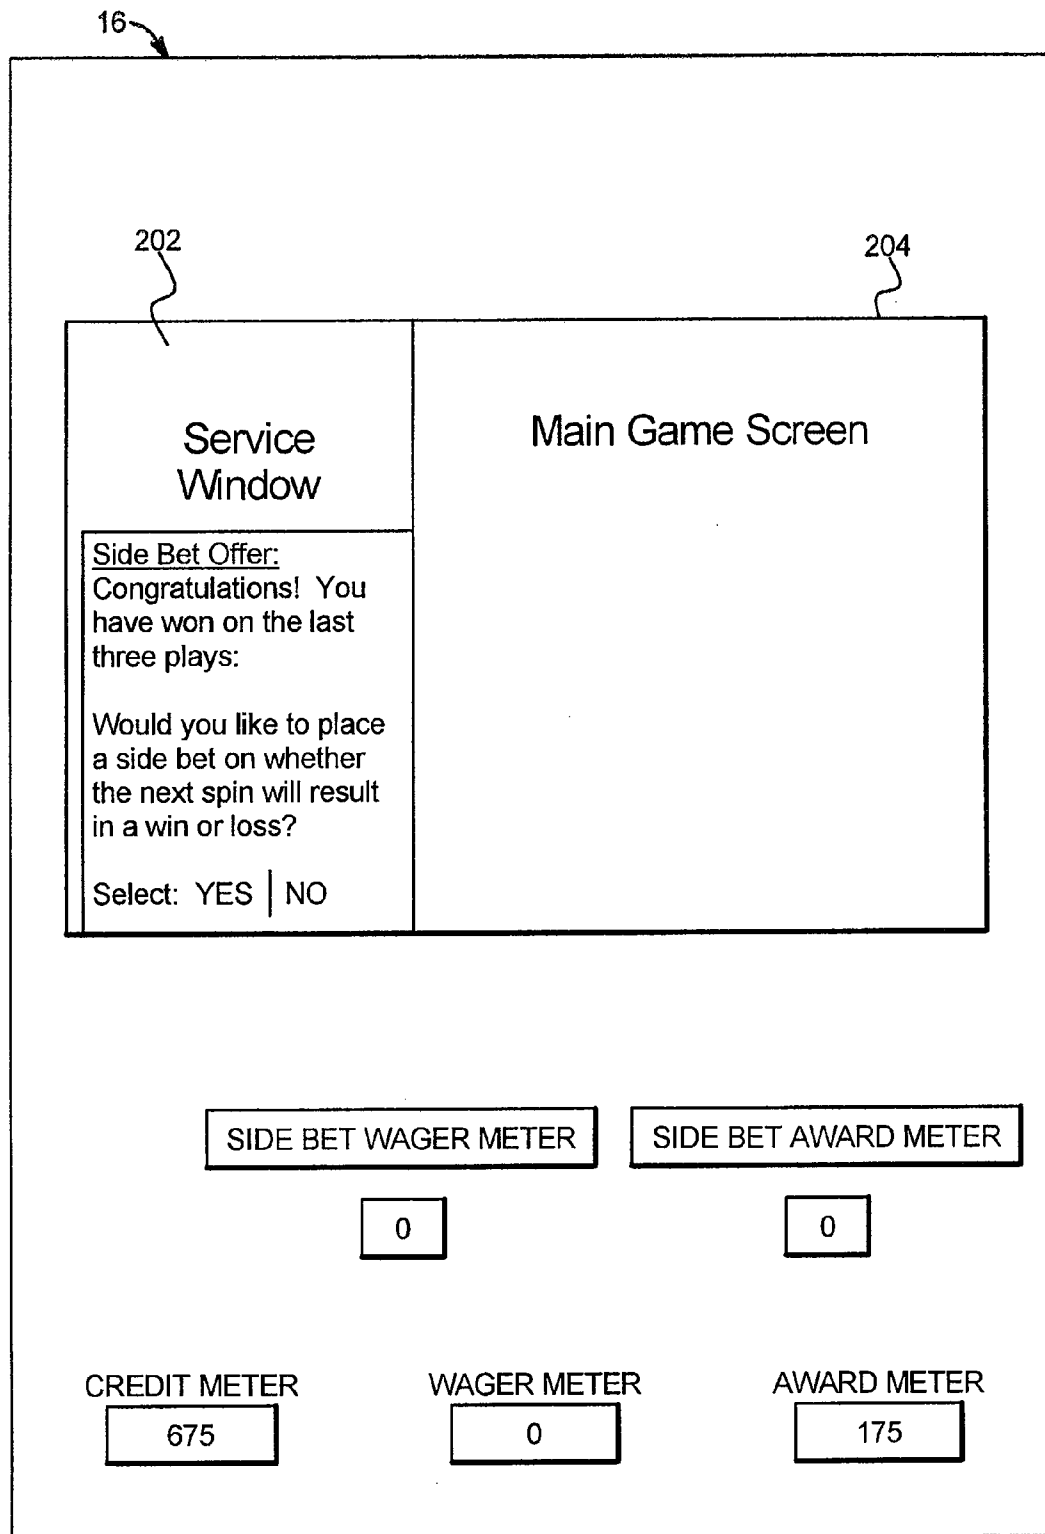 16
202
204
Service
Window
Main Game Screen
Side Bet Offer:
Congratulations! You
have won on the last
three plays:
Would you like to place
a side bet on whether
the next spin will result
in a win or loss?
Select: YES | NO
SIDE BET WAGER METER
SIDE BET AWARD METER
0
0
CREDIT METER
WAGER METER
AWARD METER
675
0
175